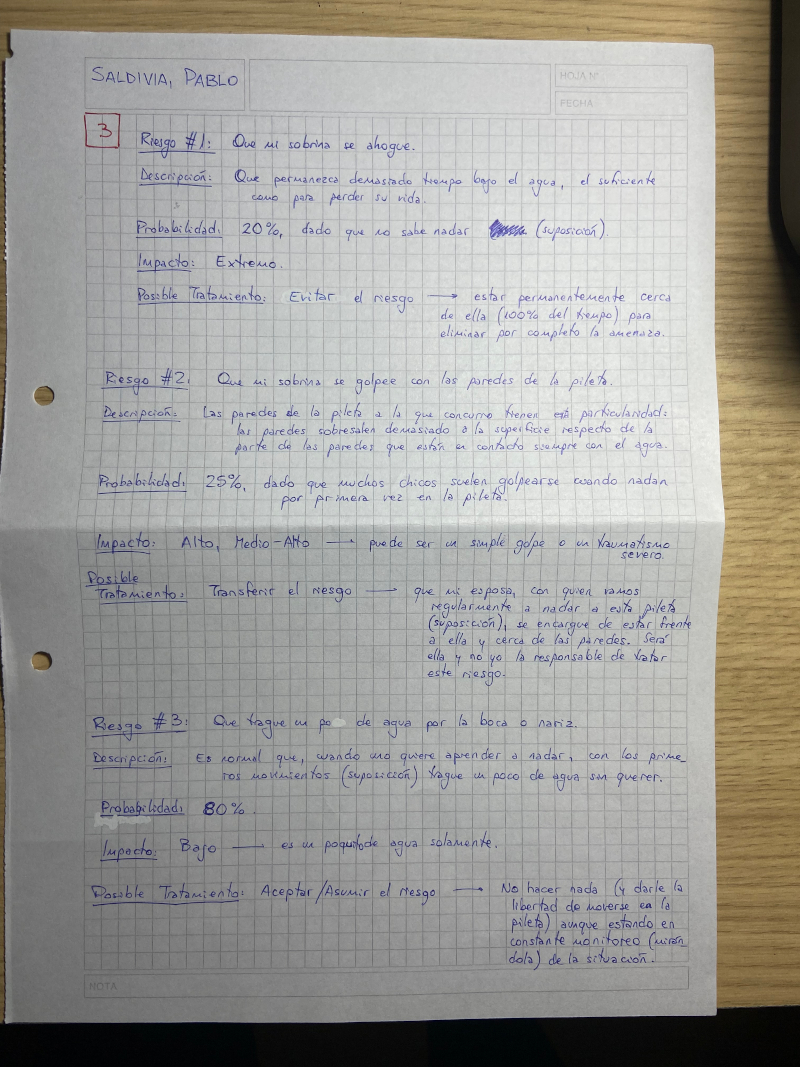 SALDIVIA, PABLO
HOJA Nº
FECHA
3
Riesgo #1: Que mi sobrina se ahogue.
Descripción: Que permanezca demasiado tiempo bajo el agua, el suficiente
como para perder su vida.
Probabilidad: 20%, dado que no sabe nadar (suposición).
Impacto: Extremo.
Posible Tratamiento: Evitar el riesgo → estar permanentemente cerca
de ella (100% del tiempo) para
eliminar por completo la amenaza.
Riesgo #2: Que mi sobrina se golpee con las paredes de la pileta.
Descripción: Las paredes de la pileta a la que concurro tienen esta particularidad:
las paredes sobresalen demasiado a la superficie respecto de la
parte de las paredes que están en contacto siempre con el agua.
Probabilidad: 25%, dado que muchos chicos suelen golpearse cuando nadan
por primera vez en la pileta.
Impacto: Alto, Medio-Alto → puede ser un simple golpe o un traumatismo
severo.
Posible
Tratamiento: Transferir el riesgo → que mi esposa, con quien vamos
regularmente a nadar a esta pileta
(suposición), se encargue de estar frente
a ella y cerca de las paredes. Será
ella y no yo la responsable de tratar
este riesgo.
Riesgo #3: Que trague un po de agua por la boca o nariz.
Descripción: Es normal que, cuando uno quiere aprender a nadar, con los prime-
ros movimientos (suposición) trague un poco de agua sin querer.
Probabilidad: 80%.
Impacto: Bajo → es un poquito de agua solamente.
Posible Tratamiento: Aceptar/Asumir el riesgo → No hacer nada (y darle la
libertad de moverse en la
pileta) aunque estando en
constante monitoreo (mirán
dola) de la situación.
NOTA